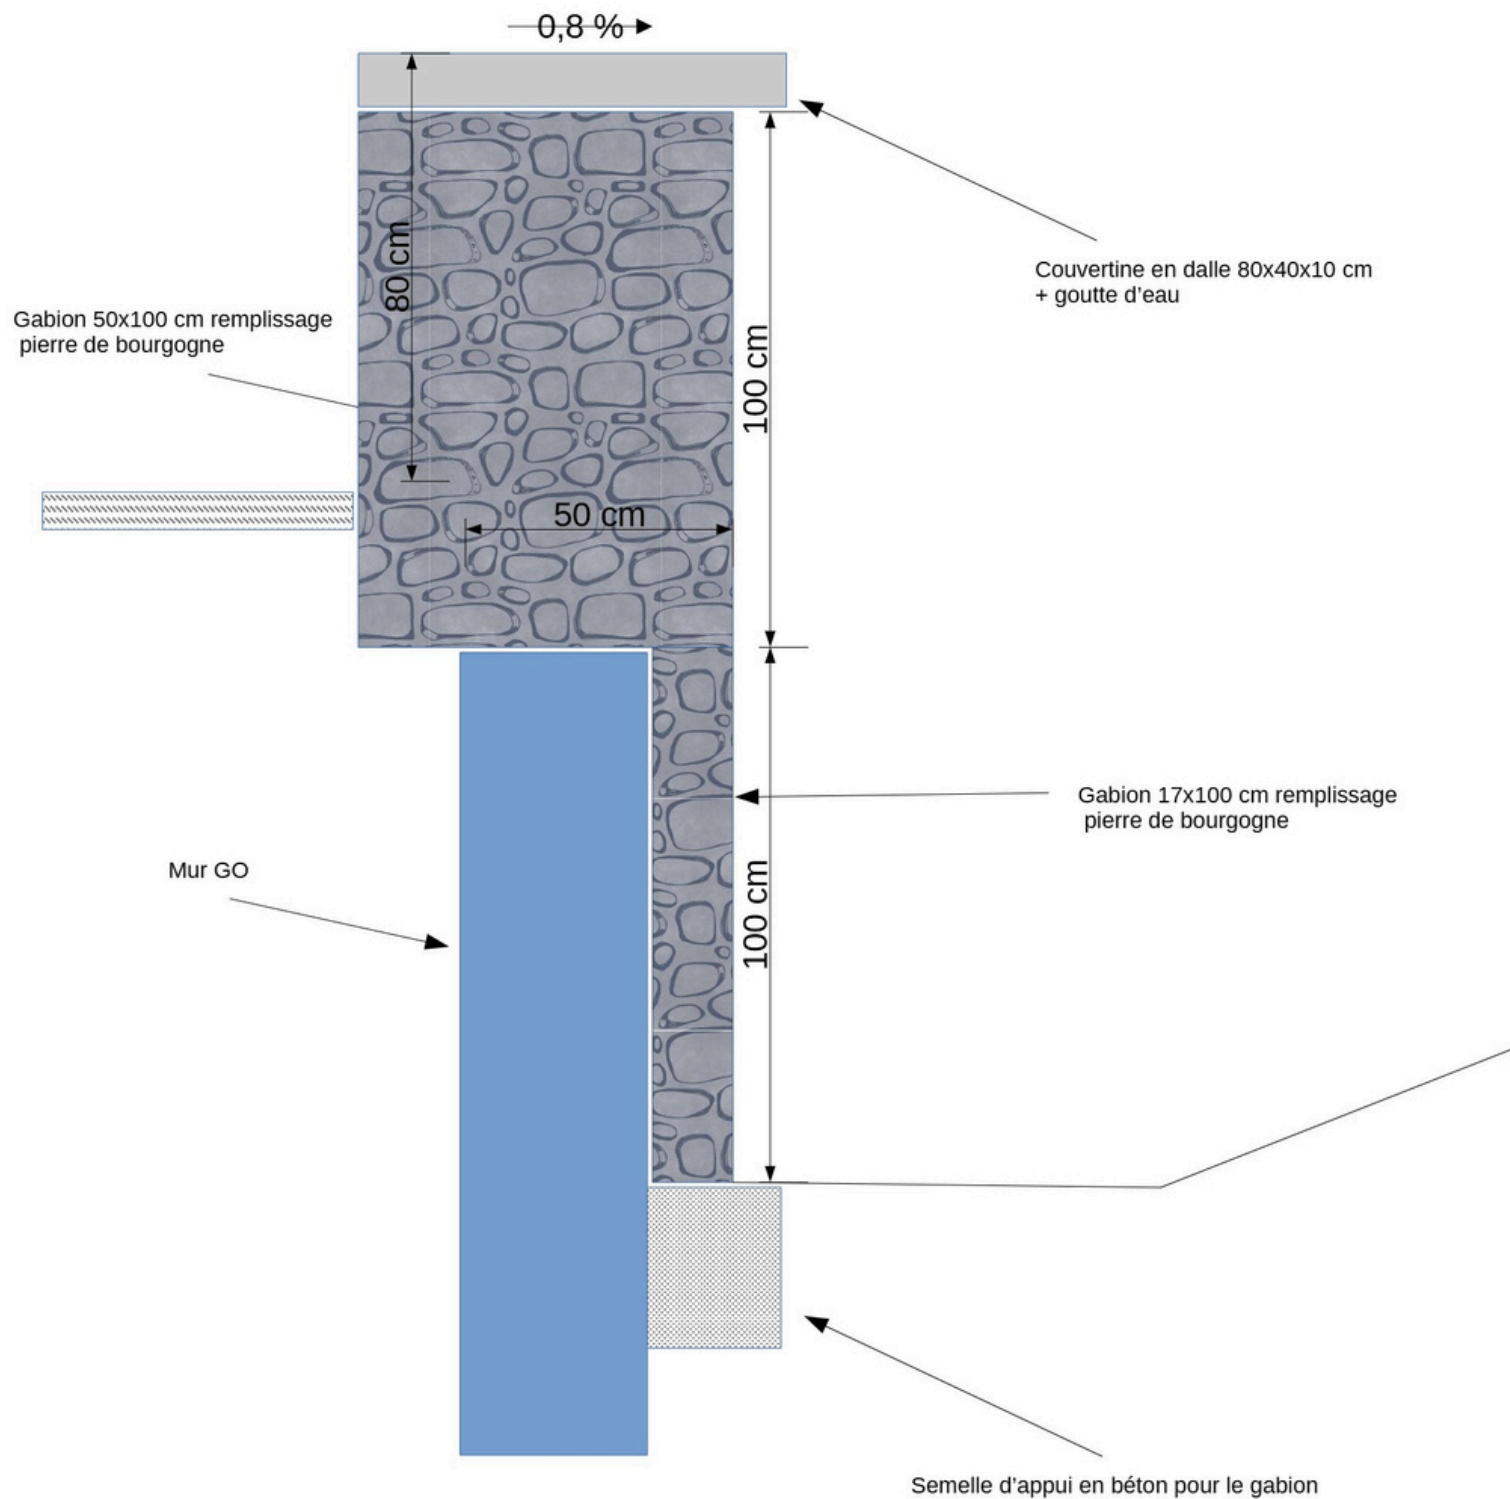 0,8 %
80 cm
Couvertine en dalle 80x40x10 cm
+ goutte d'eau
Gabion 50x100 cm remplissage
pierre de bourgogne
100 cm
50 cm
Gabion 17x100 cm remplissage
pierre de bourgogne
Mur GO
100 cm
Semelle d'appui en béton pour le gabion